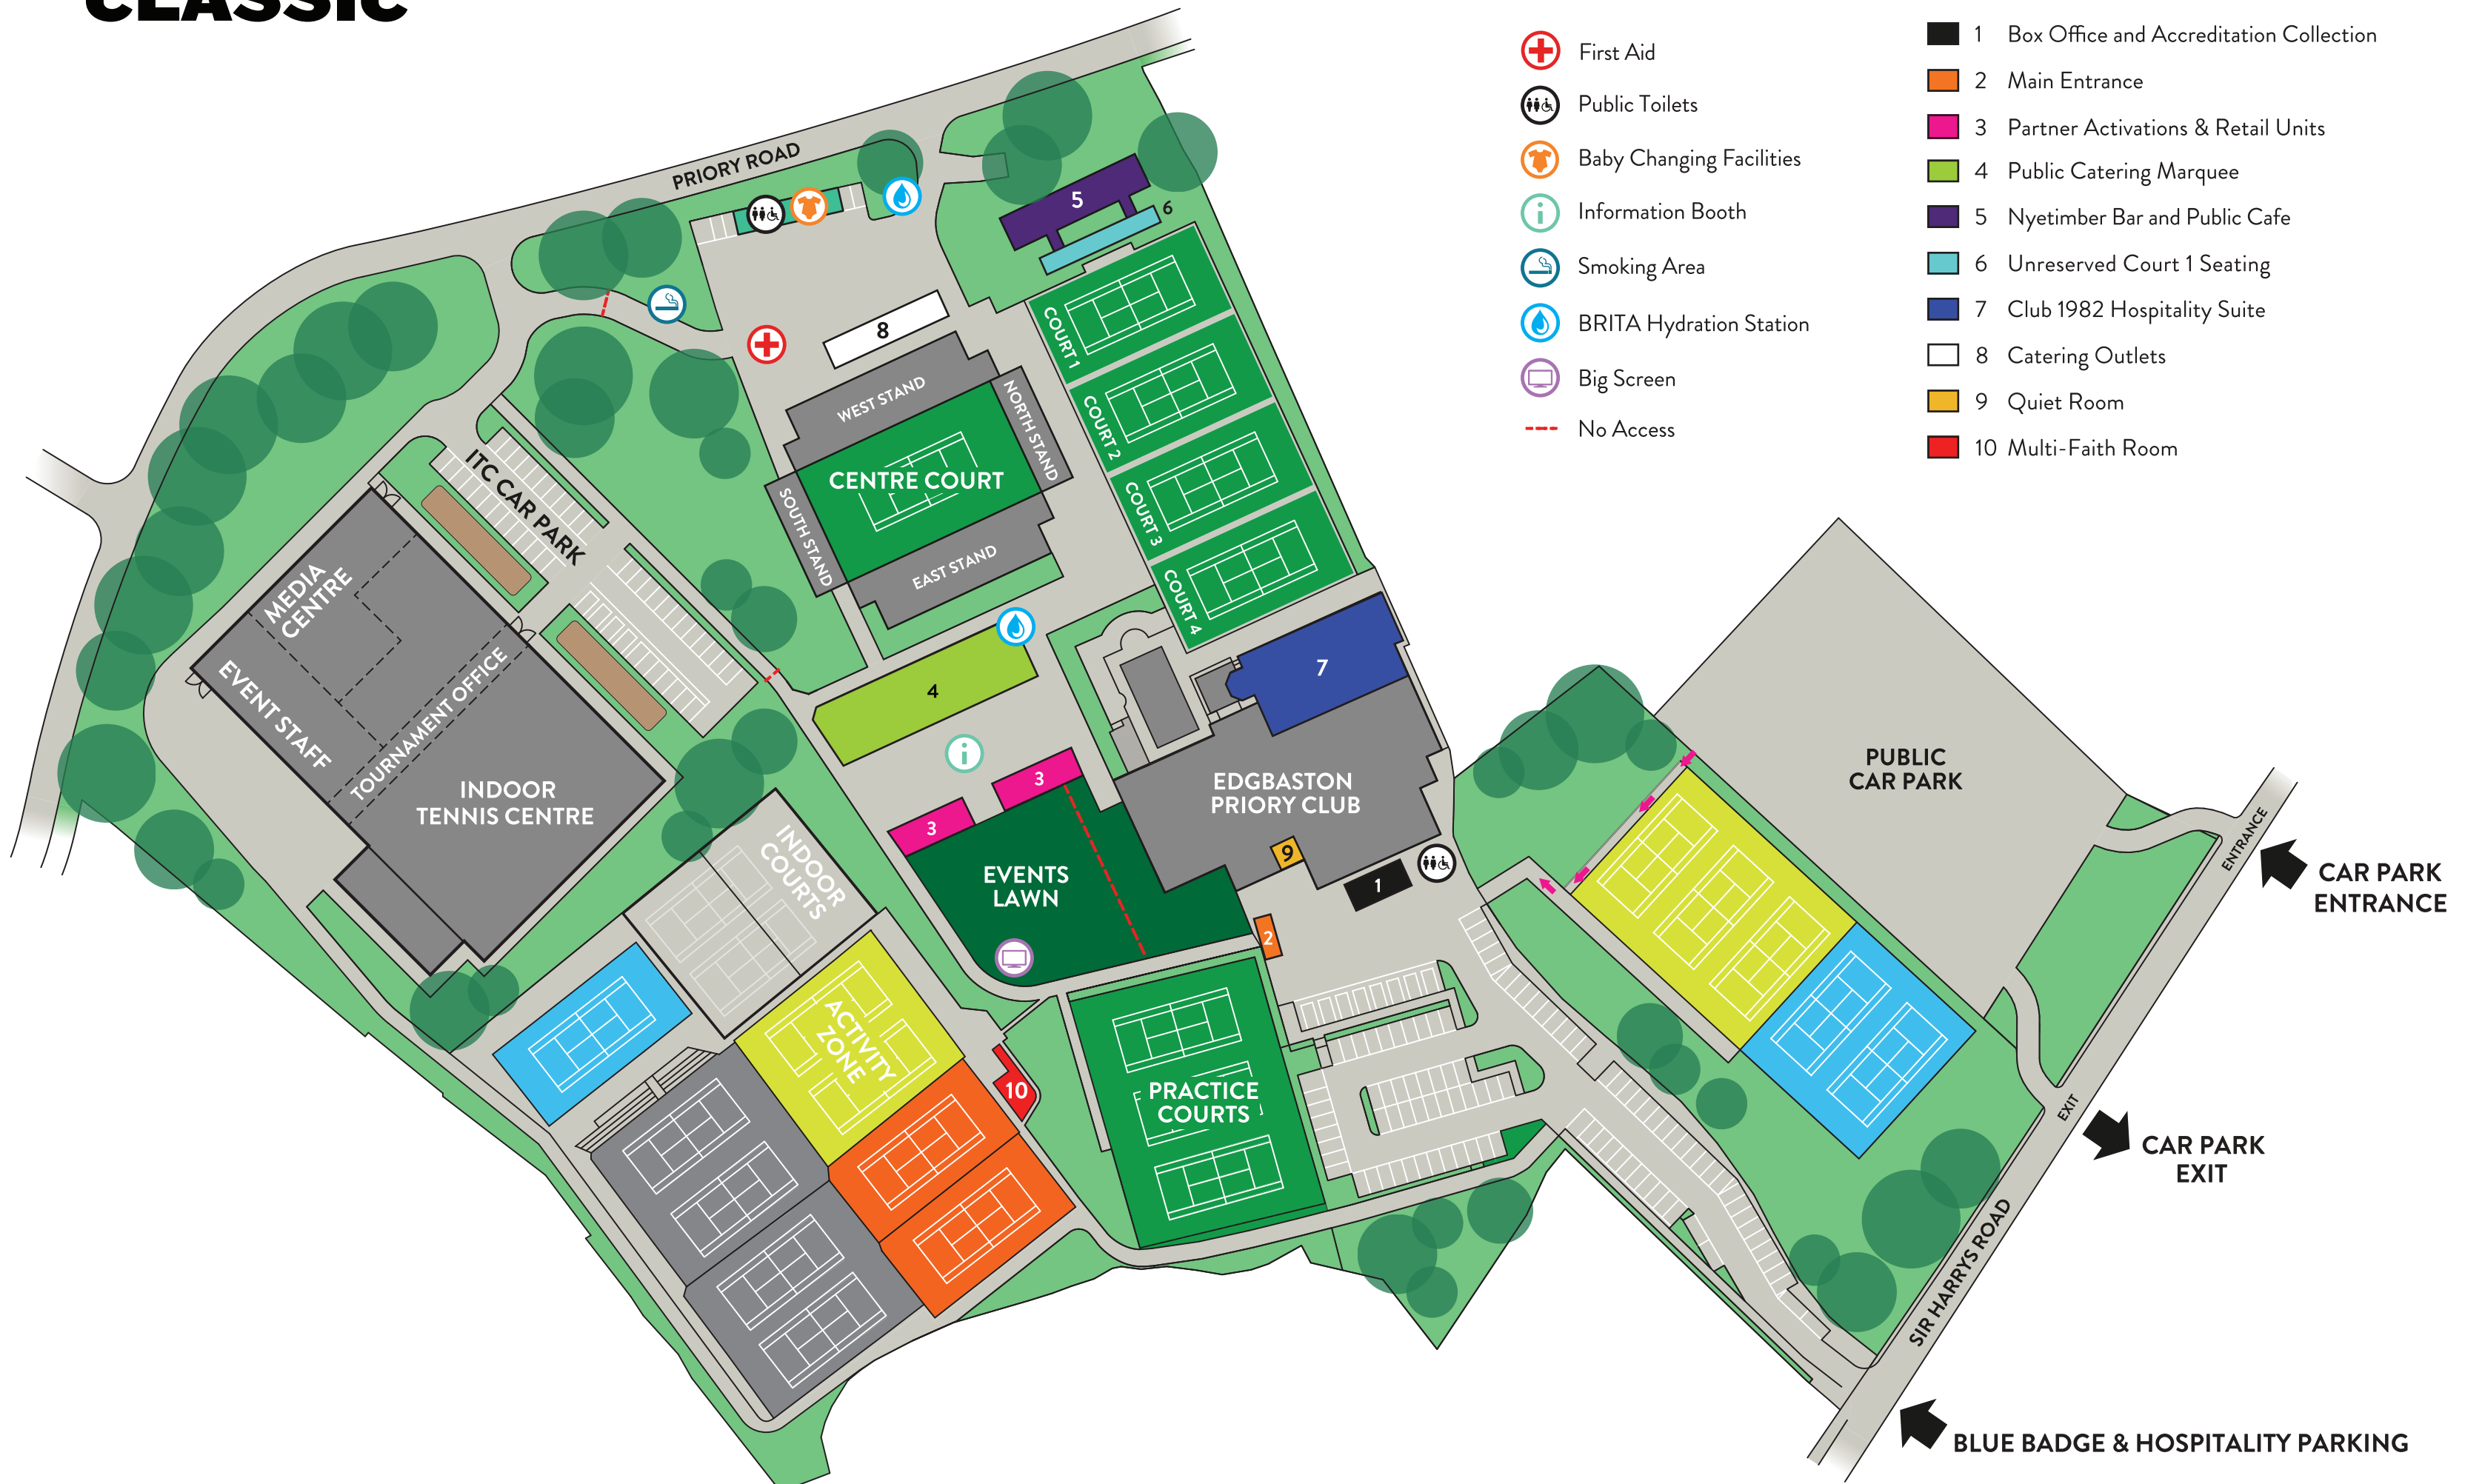 CLASSIC
First Aid
Public Toilets
Baby Changing Facilities
Information Booth
Smoking Area
BRITA Hydration Station
Big Screen
No Access
1 Box Office and Accreditation Collection
2 Main Entrance
3 Partner Activations & Retail Units
4 Public Catering Marquee
5 Nyetimber Bar and Public Cafe
6 Unreserved Court 1 Seating
7 Club 1982 Hospitality Suite
8 Catering Outlets
9 Quiet Room
10 Multi-Faith Room
PRIORY ROAD
5
6
8
COURT 1
COURT 2
COURT 3
COURT 4
WEST STAND
NORTH STAND
CENTRE COURT
SOUTH STAND
EAST STAND
ITC CAR PARK
MEDIA
CENTRE
EVENT STAFF
TOURNAMENT OFFICE
INDOOR
TENNIS CENTRE
4
7
i
3
3
EDGBASTON
PRIORY CLUB
9
1
2
EVENTS
LAWN
INDOOR
COURTS
ACTIVITY
ZONE
10
PRACTICE
COURTS
PUBLIC
CAR PARK
ENTRANCE
CAR PARK
ENTRANCE
EXIT
CAR PARK
EXIT
SIR HARRYS ROAD
BLUE BADGE & HOSPITALITY PARKING